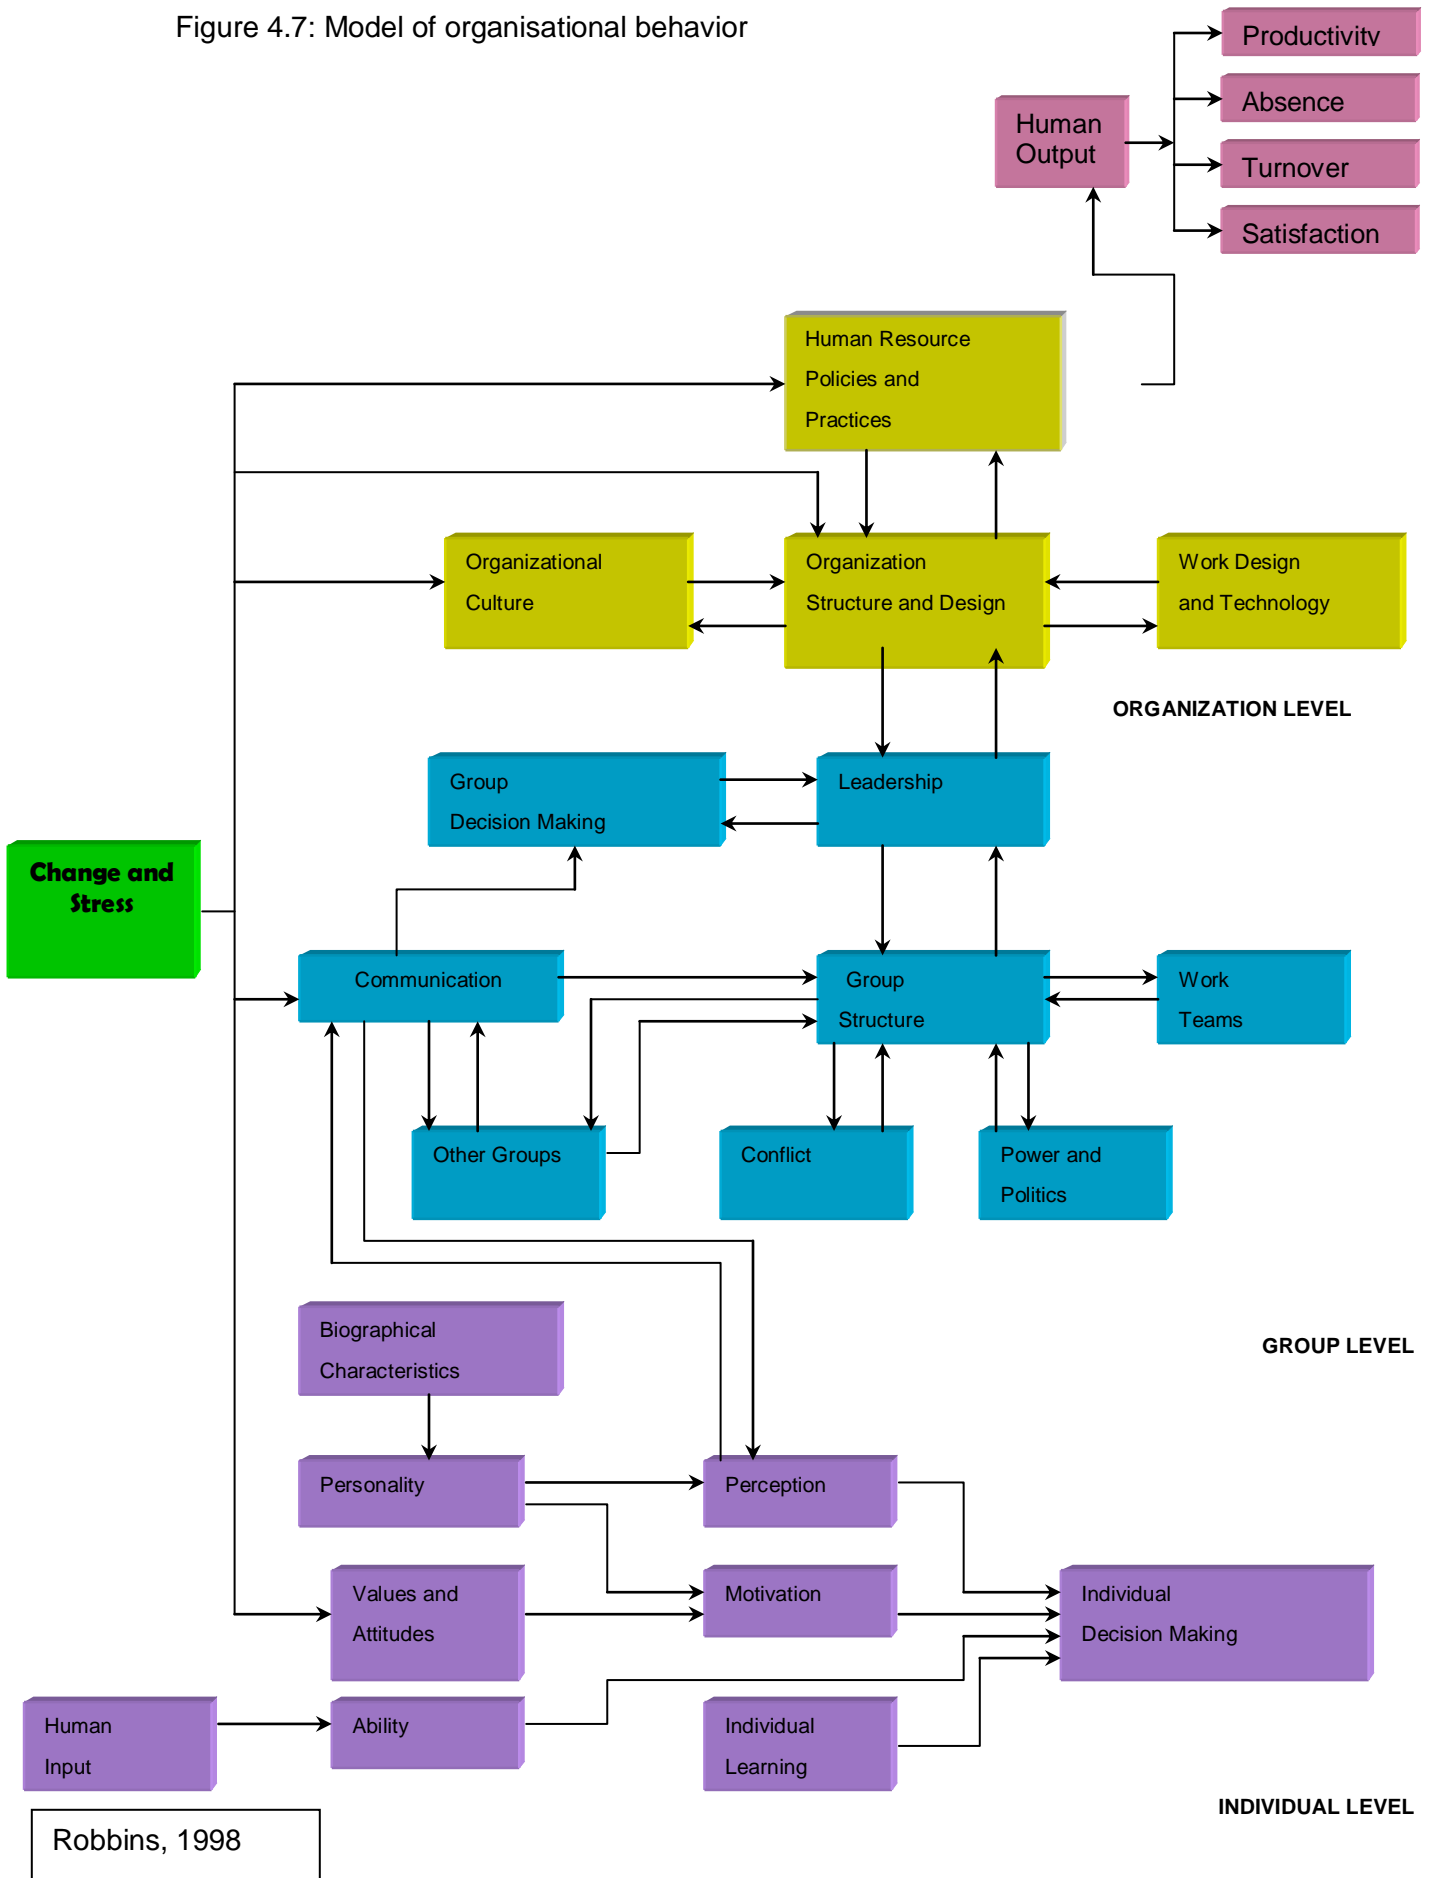 Figure 4.7: Model of organisational behavior
Productivity
Absence
Human
Output
Turnover
Satisfaction
Human Resource
Policies and
Practices
Organizational
Culture
Organization
Structure and Design
Work Design
and Technology
ORGANIZATION LEVEL
Group
Decision Making
Leadership
Change and
Stress
Communication
Group
Structure
Work
Teams
Other Groups
Conflict
Power and
Politics
Biographical
Characteristics
GROUP LEVEL
Personality
Perception
Values and
Attitudes
Motivation
Individual
Decision Making
Human
Input
Ability
Individual
Learning
INDIVIDUAL LEVEL
Robbins, 1998